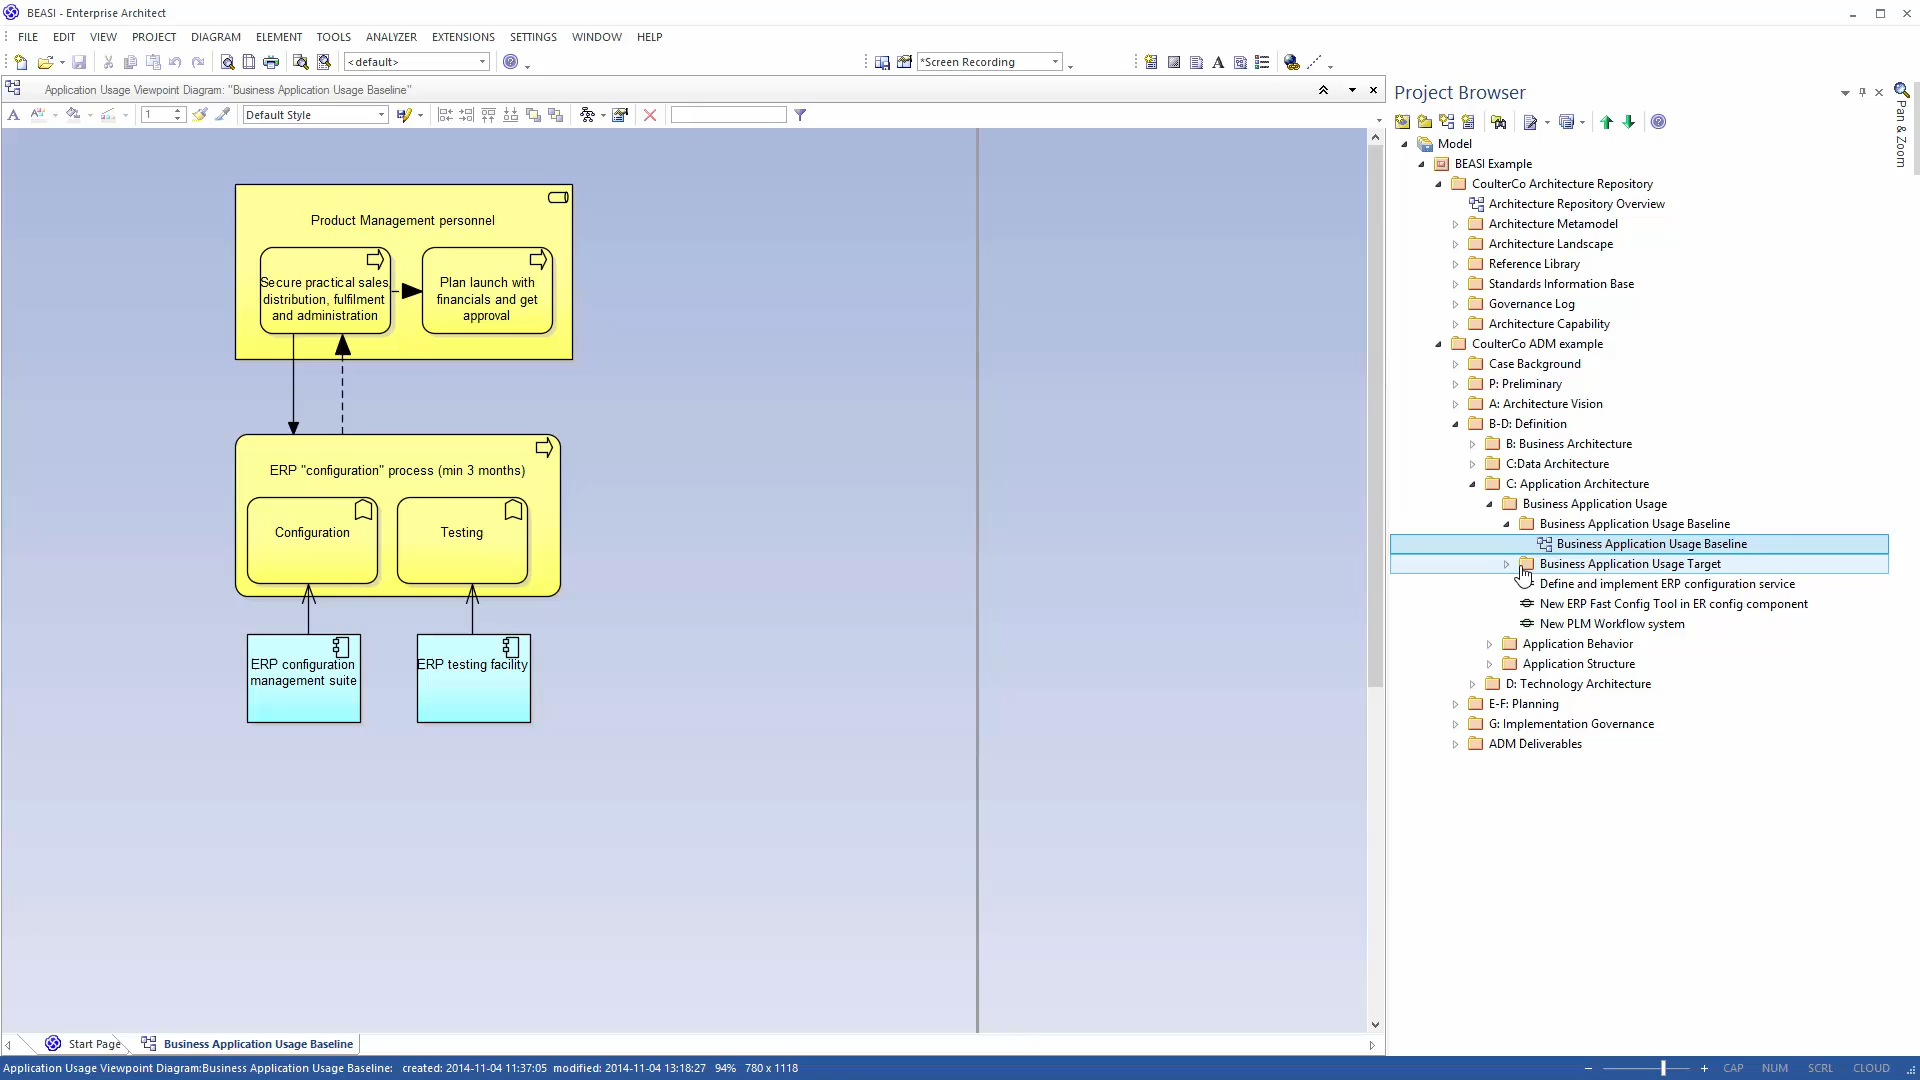 BEASI - Enterprise Architect
FILE EDIT VIEW PROJECT DIAGRAM ELEMENT TOOLS ANALYZER EXTENSIONS SETTINGS WINDOW HELP
<default>
*Screen Recording
Application Usage Viewpoint Diagram: "Business Application Usage Baseline"
1
Default Style
Product Management personnel
Secure practical sales,
distribution, fulfilment
and administration
Plan launch with
financials and get
approval
ERP "configuration" process (min 3 months)
Configuration
Testing
ERP configuration
management suite
ERP testing facility
Project Browser
Pan & Zoom
Model
BEASI Example
CoulterCo Architecture Repository
Architecture Repository Overview
Architecture Metamodel
Architecture Landscape
Reference Library
Standards Information Base
Governance Log
Architecture Capability
CoulterCo ADM example
Case Background
P: Preliminary
A: Architecture Vision
B-D: Definition
B: Business Architecture
C:Data Architecture
C: Application Architecture
Business Application Usage
Business Application Usage Baseline
Business Application Usage Baseline
Business Application Usage Target
Define and implement ERP configuration service
New ERP Fast Config Tool in ER config component
New PLM Workflow system
Application Behavior
Application Structure
D: Technology Architecture
E-F: Planning
G: Implementation Governance
ADM Deliverables
Start Page
Business Application Usage Baseline
Application Usage Viewpoint Diagram:Business Application Usage Baseline: created: 2014-11-04 11:37:05 modified: 2014-11-04 13:18:27 94% 780 x 1118
CAP NUM SCRL CLOUD